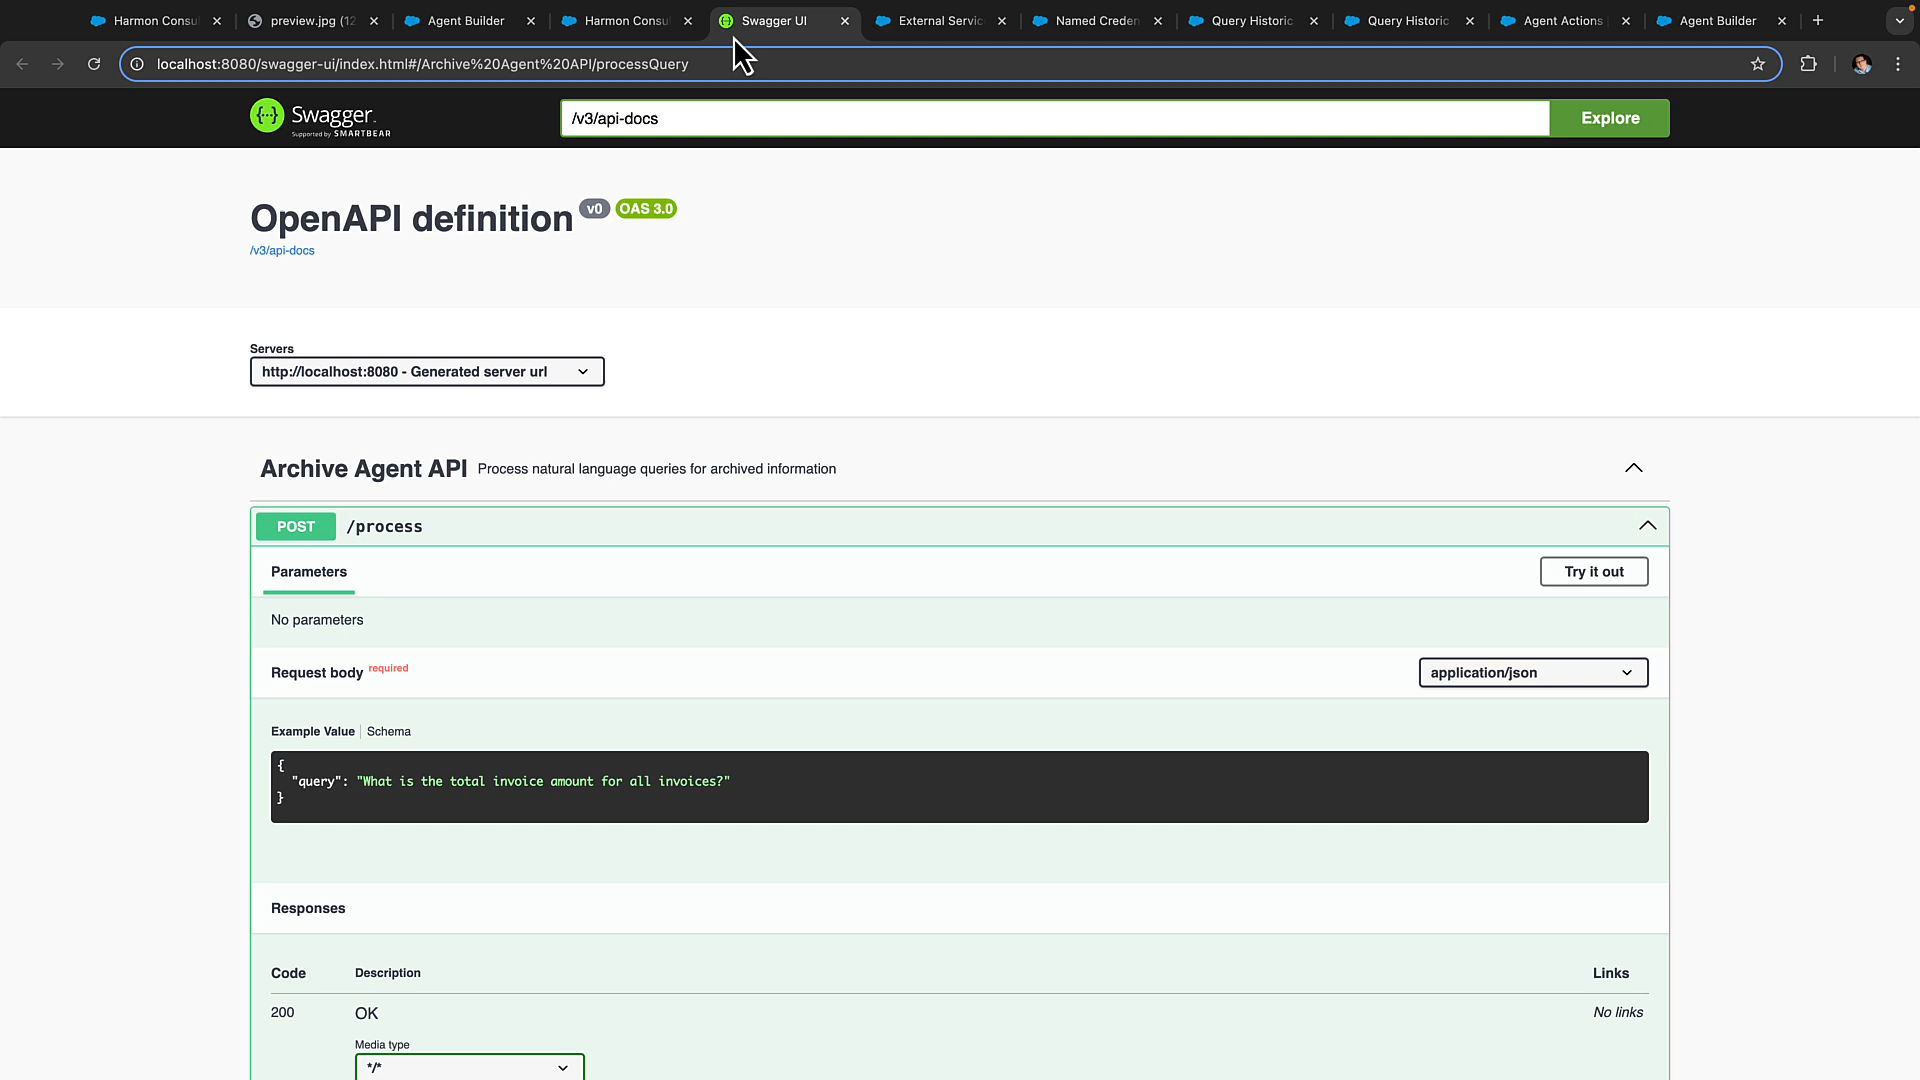 Harmon Consu
preview.jpg (12
Agent Builder
Harmon Consu
Swagger UI
External Servic
Named Creden
Query Historic
Query Historic
Agent Actions
Agent Builder
localhost:8080/swagger-ui/index.html#/Archive%20Agent%20API/processQuery
Swagger.
Supported by SMARTBEAR
/v3/api-docs
Explore
OpenAPI definition v0 OAS 3.0
/v3/api-docs
Servers
http://localhost:8080 - Generated server url
Archive Agent API Process natural language queries for archived information
POST /process
Parameters
Try it out
No parameters
Request body required
application/json
Example Value Schema
{
"query": "What is the total invoice amount for all invoices?"
}
Responses
Code Description Links
200 OK No links
Media type
*/*